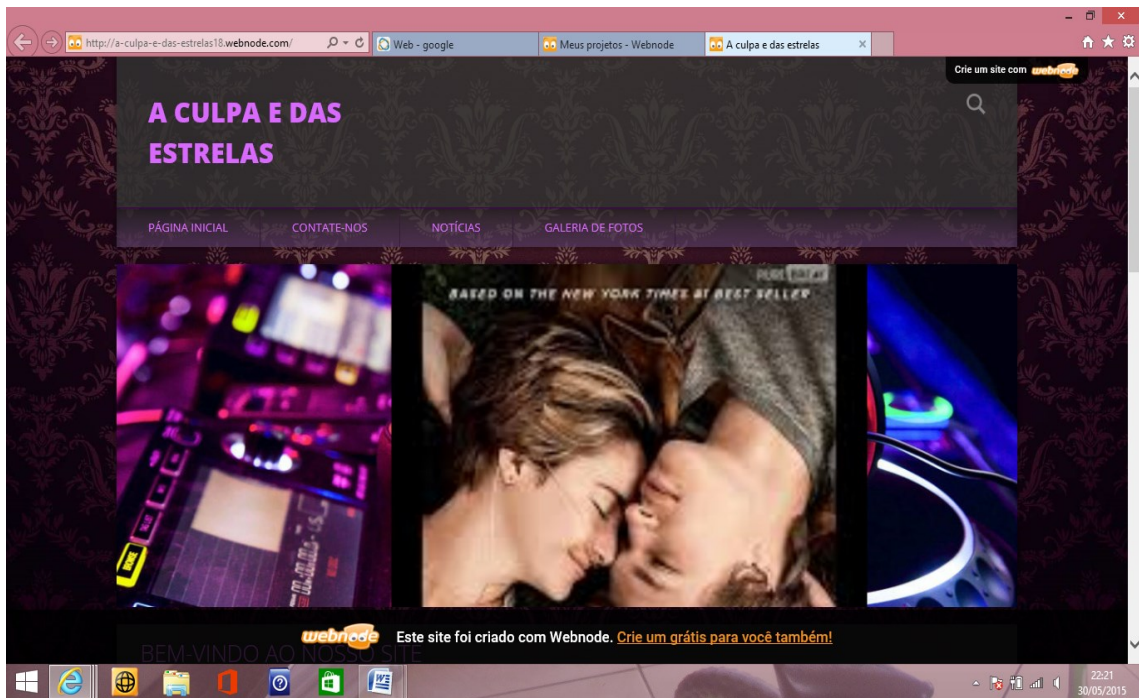 http://a-culpa-e-das-estrelas18.webnode.com/
Web - google
Meus projetos - Webnode
A culpa e das estrelas
Crie um site com webnode
A CULPA E DAS
ESTRELAS
PÁGINA INICIAL
CONTATE-NOS
NOTÍCIAS
GALERIA DE FOTOS
BASED ON THE NEW YORK TIMES #1 BEST SELLER
webnode Este site foi criado com Webnode. Crie um grátis para você também!
BEM-VINDO AO NOSSO SITE
22:21
30/05/2015